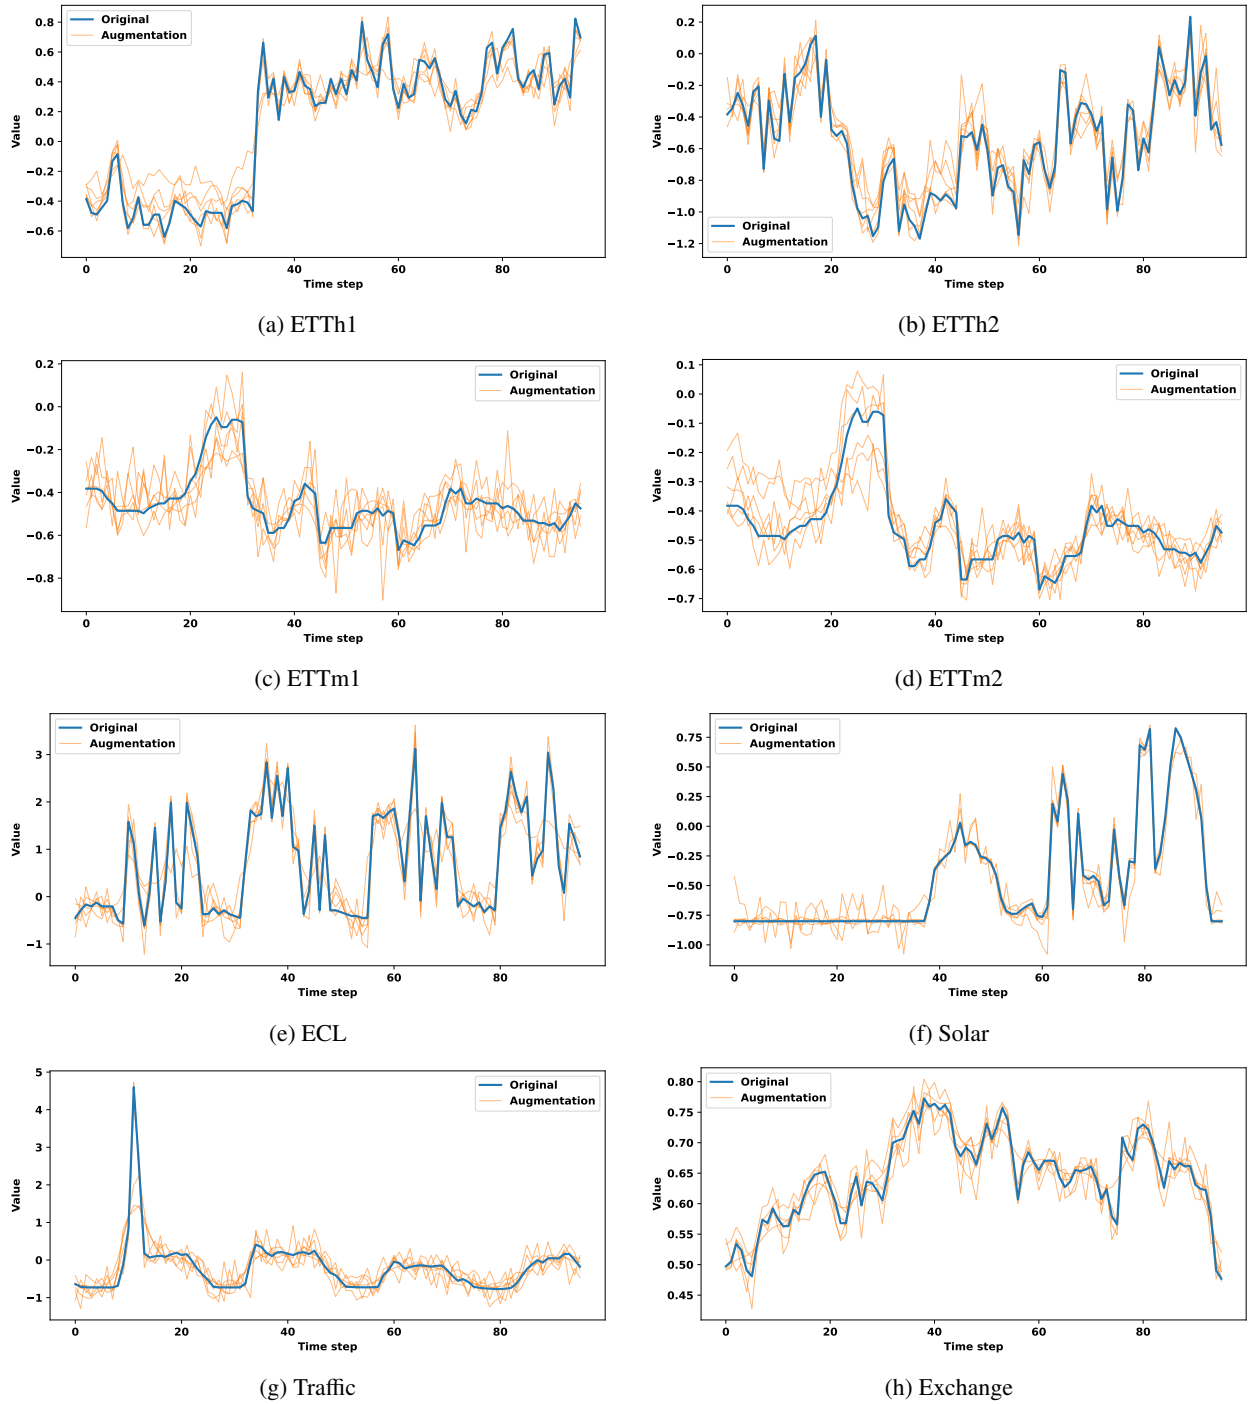 0.8
0.6
0.4
0.2
0.0
−0.2
−0.4
−0.6
Value
Original
Augmentation
0 20 40 60 80
Time step
(a) ETTh1
0.2
0.0
−0.2
−0.4
−0.6
−0.8
−1.0
−1.2
Value
Original
Augmentation
0 20 40 60 80
Time step
(b) ETTh2
0.2
0.0
−0.2
−0.4
−0.6
−0.8
Value
Original
Augmentation
0 20 40 60 80
Time step
(c) ETTm1
0.1
0.0
−0.1
−0.2
−0.3
−0.4
−0.5
−0.6
−0.7
Value
Original
Augmentation
0 20 40 60 80
Time step
(d) ETTm2
3
2
1
0
−1
Value
Original
Augmentation
0 20 40 60 80
Time step
(e) ECL
0.75
0.50
0.25
0.00
−0.25
−0.50
−0.75
−1.00
Value
Original
Augmentation
0 20 40 60 80
Time step
(f) Solar
5
4
3
2
1
0
−1
Value
Original
Augmentation
0 20 40 60 80
Time step
(g) Traffic
0.80
0.75
0.70
0.65
0.60
0.55
0.50
0.45
Value
Original
Augmentation
0 20 40 60 80
Time step
(h) Exchange